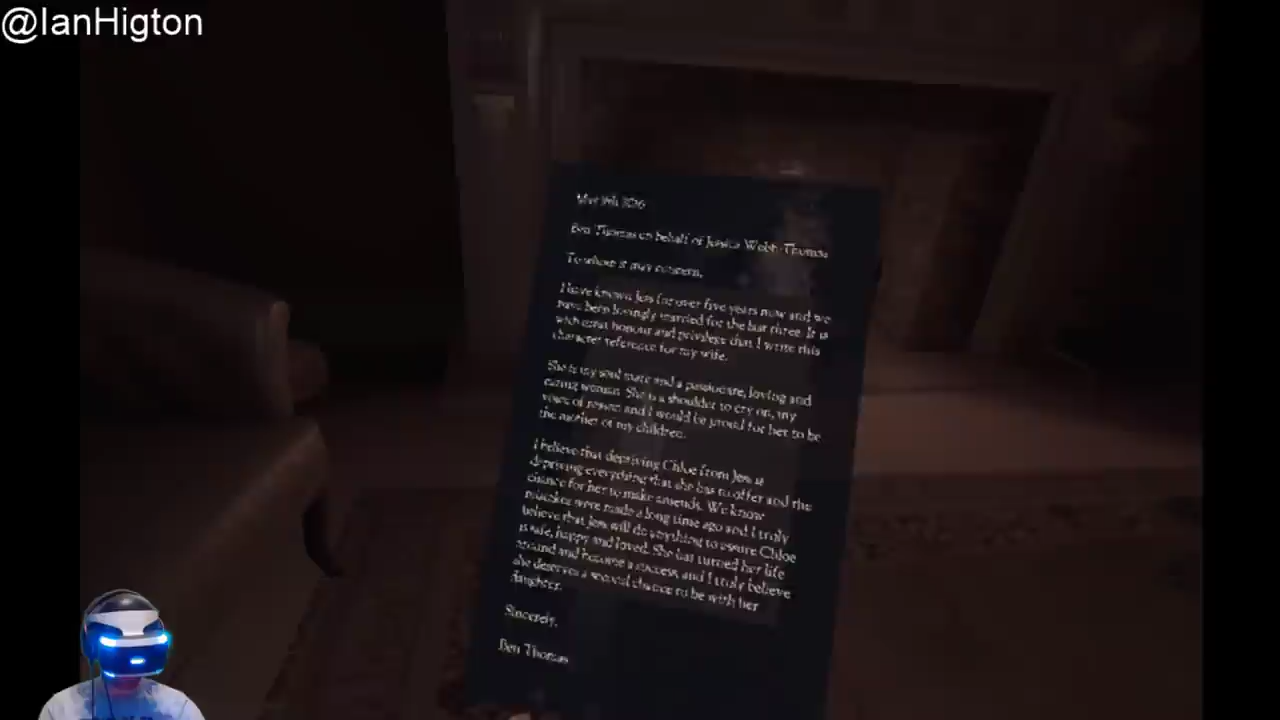 @IanHigton
Ben Thomas on behalf of Jessica Webb-Thomas
To whom it may concern,
I have known Jess for over five years now and we
have been lovingly married for the last three. It is
with great honour and privilege that I write this
character reference for my wife.
She is my soul mate and a passionate, loving and
caring woman. She is a shoulder to cry on, my
voice of reason and I would be proud for her to be
the mother of my children.
I believe that depriving Chloe from Jess is
depriving everything that she has to offer and the
chance for her to make amends. We know
mistakes were made a long time ago and I truly
believe that Jess will do anything to assure Chloe
is safe, happy and loved. She has turned her life
around and become a success and I truly believe
she deserves a second chance to be with her
daughter.
Sincerely,
Ben Thomas